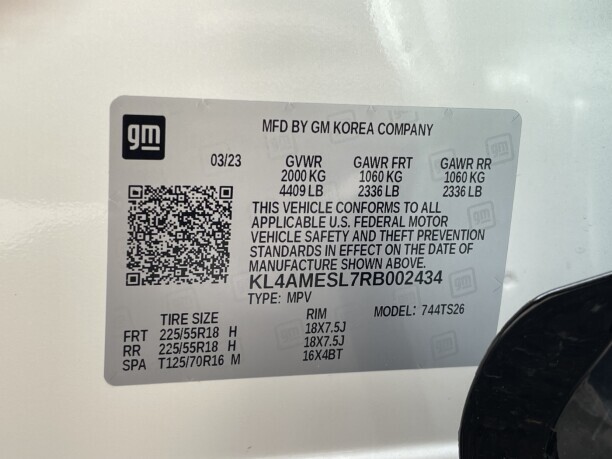 gm
MFD BY GM KOREA COMPANY
03/23 GVWR GAWR FRT GAWR RR
2000 KG 1060 KG 1060 KG
4409 LB 2336 LB 2336 LB
THIS VEHICLE CONFORMS TO ALL
APPLICABLE U.S. FEDERAL MOTOR
VEHICLE SAFETY AND THEFT PREVENTION
STANDARDS IN EFFECT ON THE DATE OF
MANUFACTURE SHOWN ABOVE.
KL4AMESL7RB002434
TYPE: MPV MODEL: 744TS26
TIRE SIZE RIM
FRT 225/55R18 H 18X7.5J
RR 225/55R18 H 18X7.5J
SPA T125/70R16 M 16X4BT